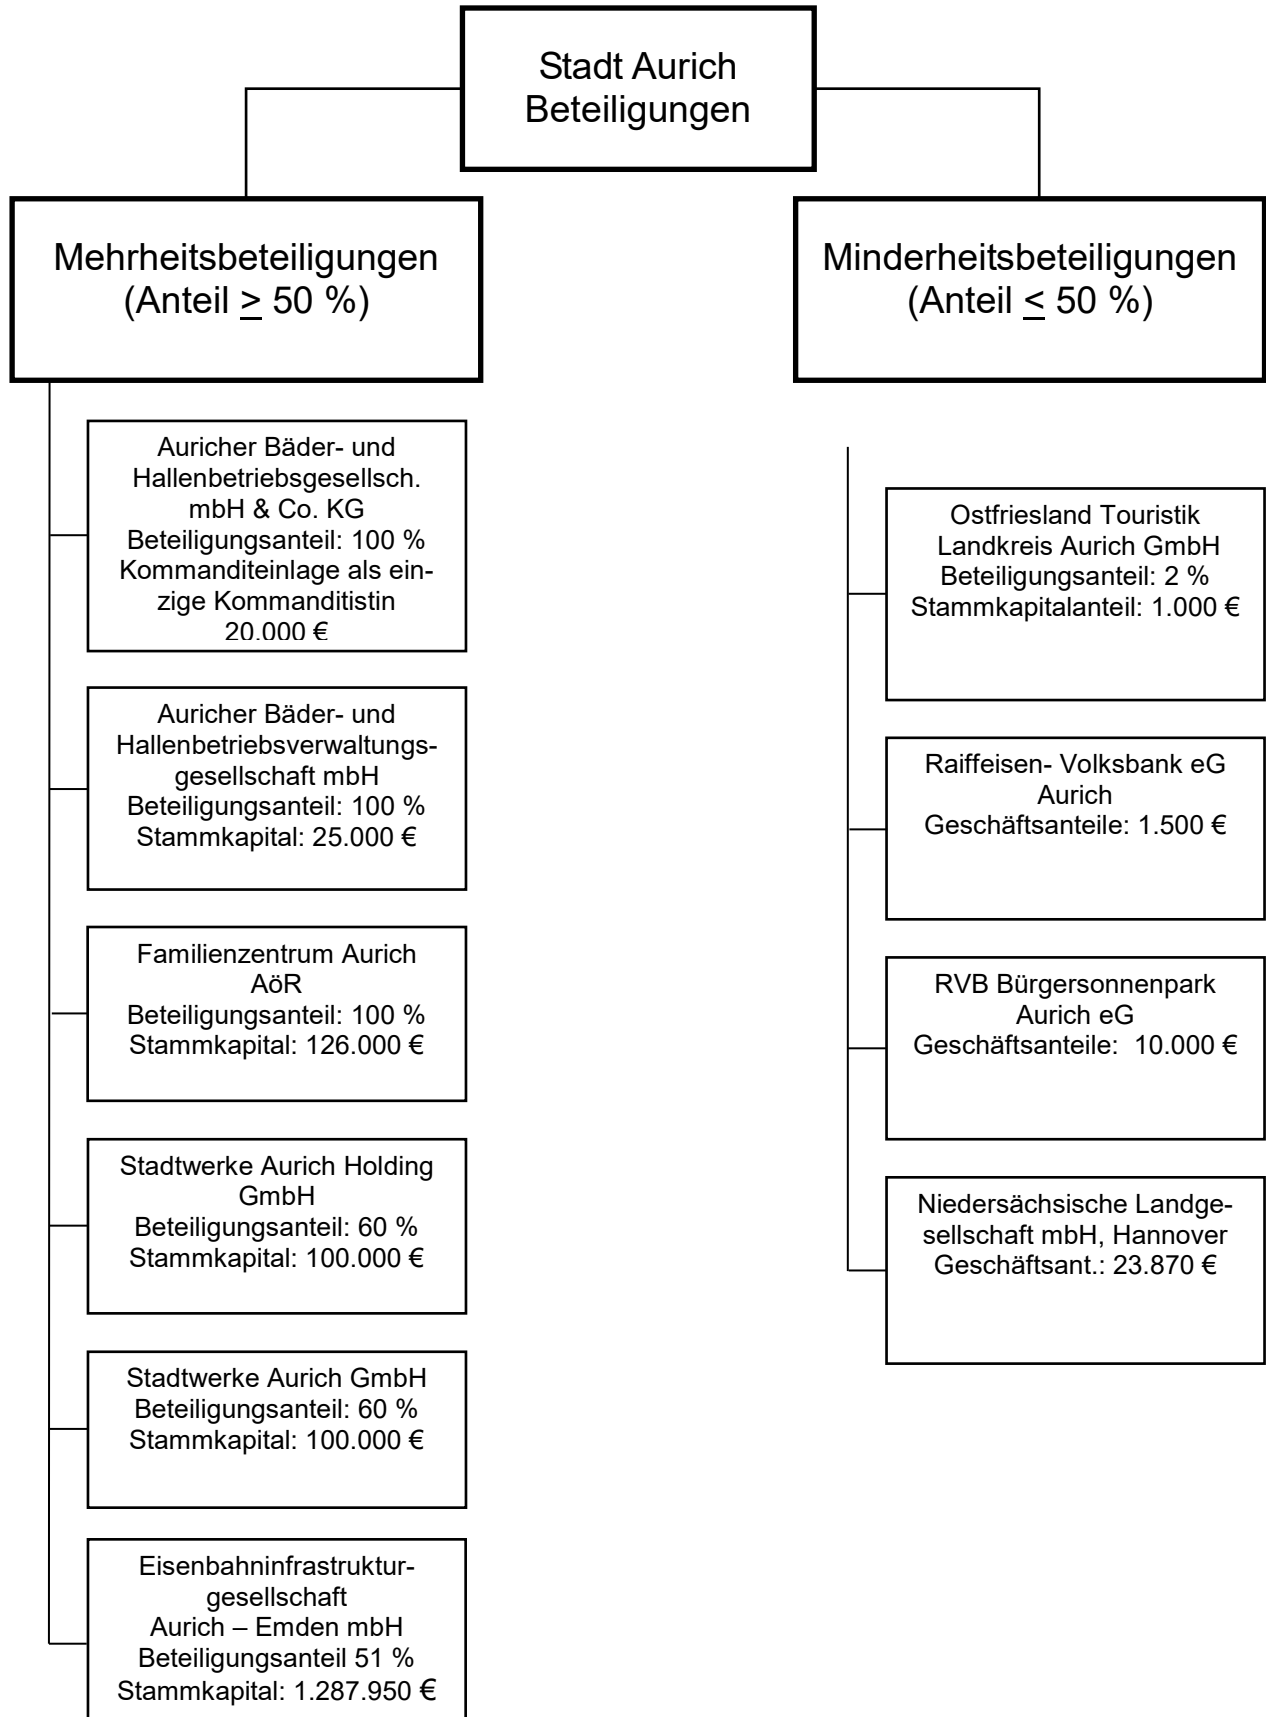 Stadt Aurich
Beteiligungen
Mehrheitsbeteiligungen
(Anteil ≥ 50 %)
Auricher Bäder- und
Hallenbetriebsgesellsch.
mbH & Co. KG
Beteiligungsanteil: 100 %
Kommanditeinlage als ein-
zige Kommanditistin
20.000 €
Auricher Bäder- und
Hallenbetriebsverwaltungs-
gesellschaft mbH
Beteiligungsanteil: 100 %
Stammkapital: 25.000 €
Familienzentrum Aurich
AöR
Beteiligungsanteil: 100 %
Stammkapital: 126.000 €
Stadtwerke Aurich Holding
GmbH
Beteiligungsanteil: 60 %
Stammkapital: 100.000 €
Stadtwerke Aurich GmbH
Beteiligungsanteil: 60 %
Stammkapital: 100.000 €
Eisenbahninfrastruktur-
gesellschaft
Aurich – Emden mbH
Beteiligungsanteil 51 %
Stammkapital: 1.287.950 €
Minderheitsbeteiligungen
(Anteil ≤ 50 %)
Ostfriesland Touristik
Landkreis Aurich GmbH
Beteiligungsanteil: 2 %
Stammkapitalanteil: 1.000 €
Raiffeisen- Volksbank eG
Aurich
Geschäftsanteile: 1.500 €
RVB Bürgersonnenpark
Aurich eG
Geschäftsanteile: 10.000 €
Niedersächsische Landge-
sellschaft mbH, Hannover
Geschäftsant.: 23.870 €